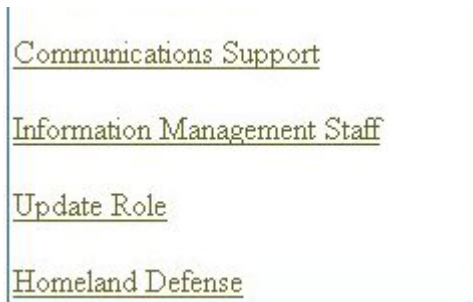 Communications Support
Information Management Staff
Update Role
Homeland Defense